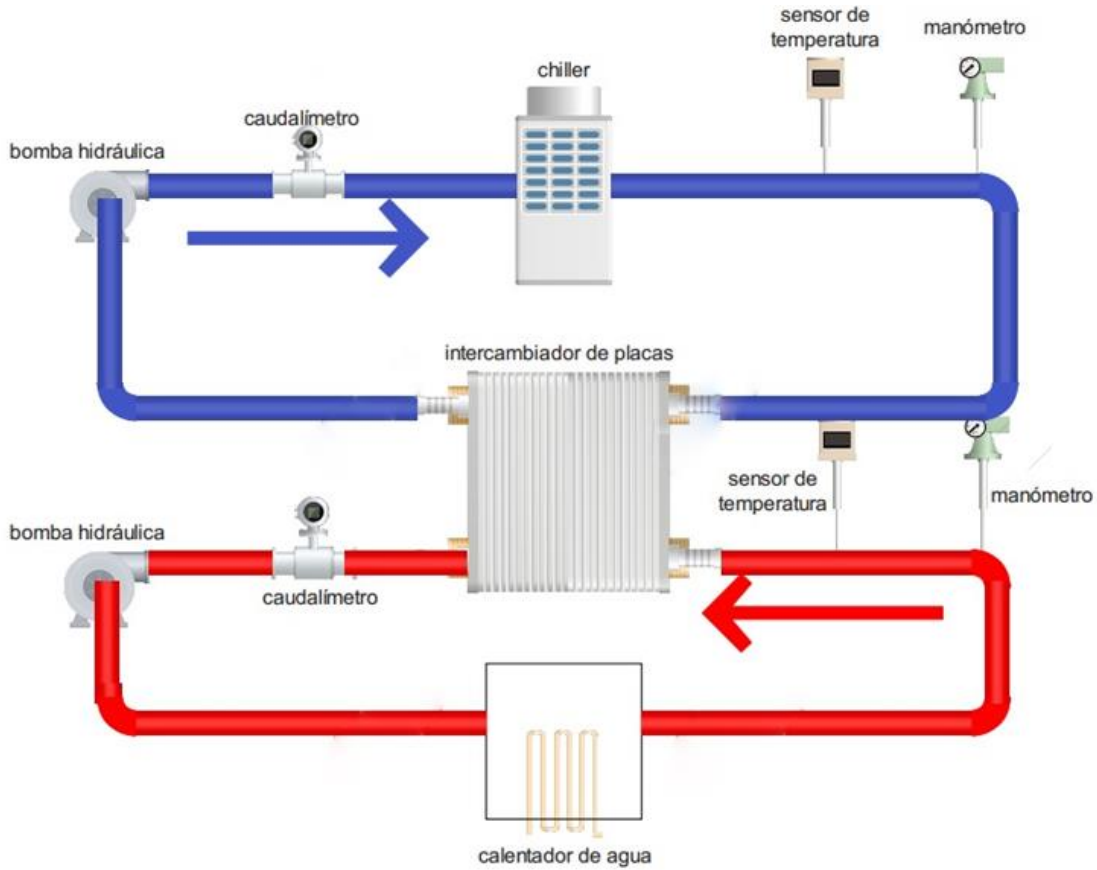 sensor de
temperatura
manómetro
chiller
caudalímetro
bomba hidráulica
intercambiador de placas
sensor de
temperatura
manómetro
bomba hidráulica
caudalímetro
calentador de agua